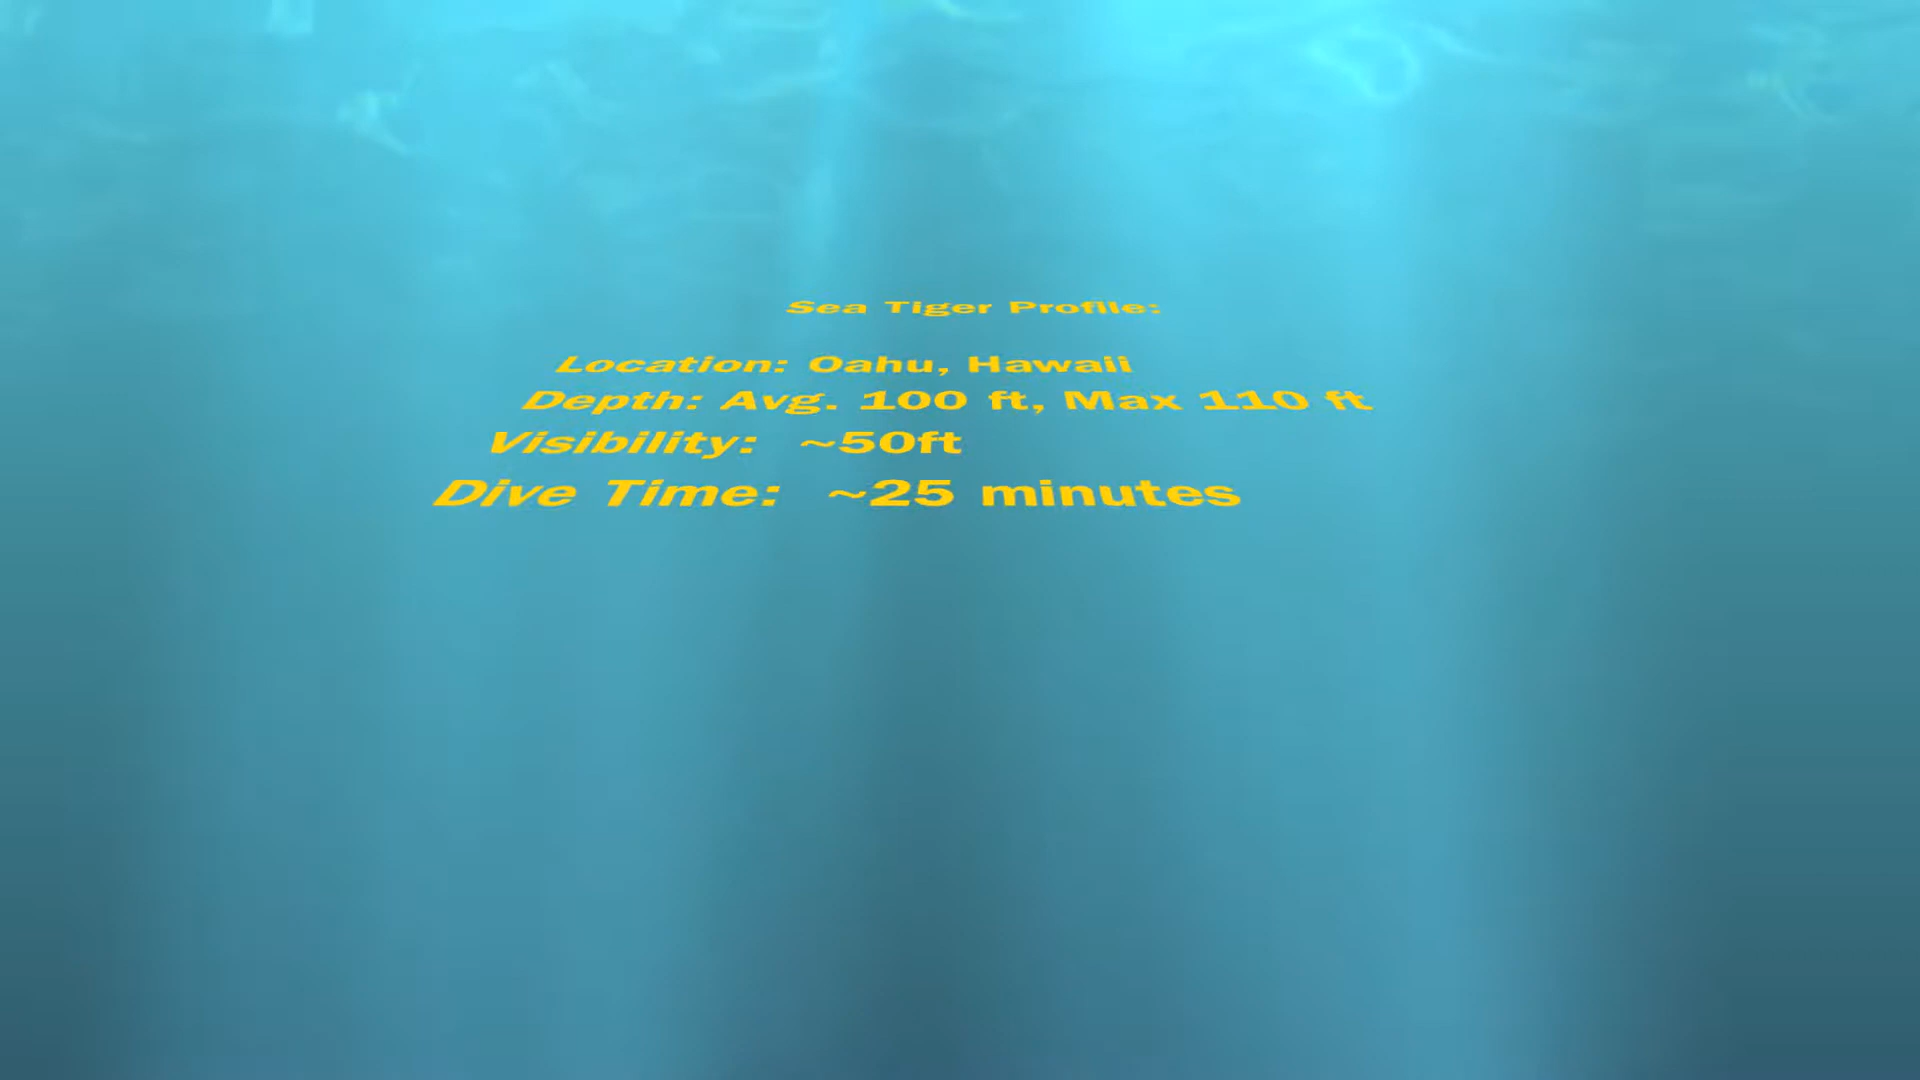 Sea Tiger Profile:
Location: Oahu, Hawaii
Depth: Avg. 100 ft, Max 110 ft
Visibility: ~50ft
Dive Time: ~25 minutes